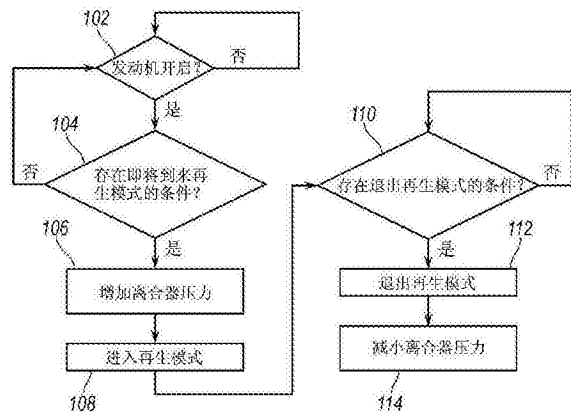 102
发动机开启?
否
是
104
存在即将到来再
生模式的条件?
否
是
106
增加离合器压力
进入再生模式
108
110
存在退出再生模式的条件?
否
是
112
退出再生模式
减小离合器压力
114